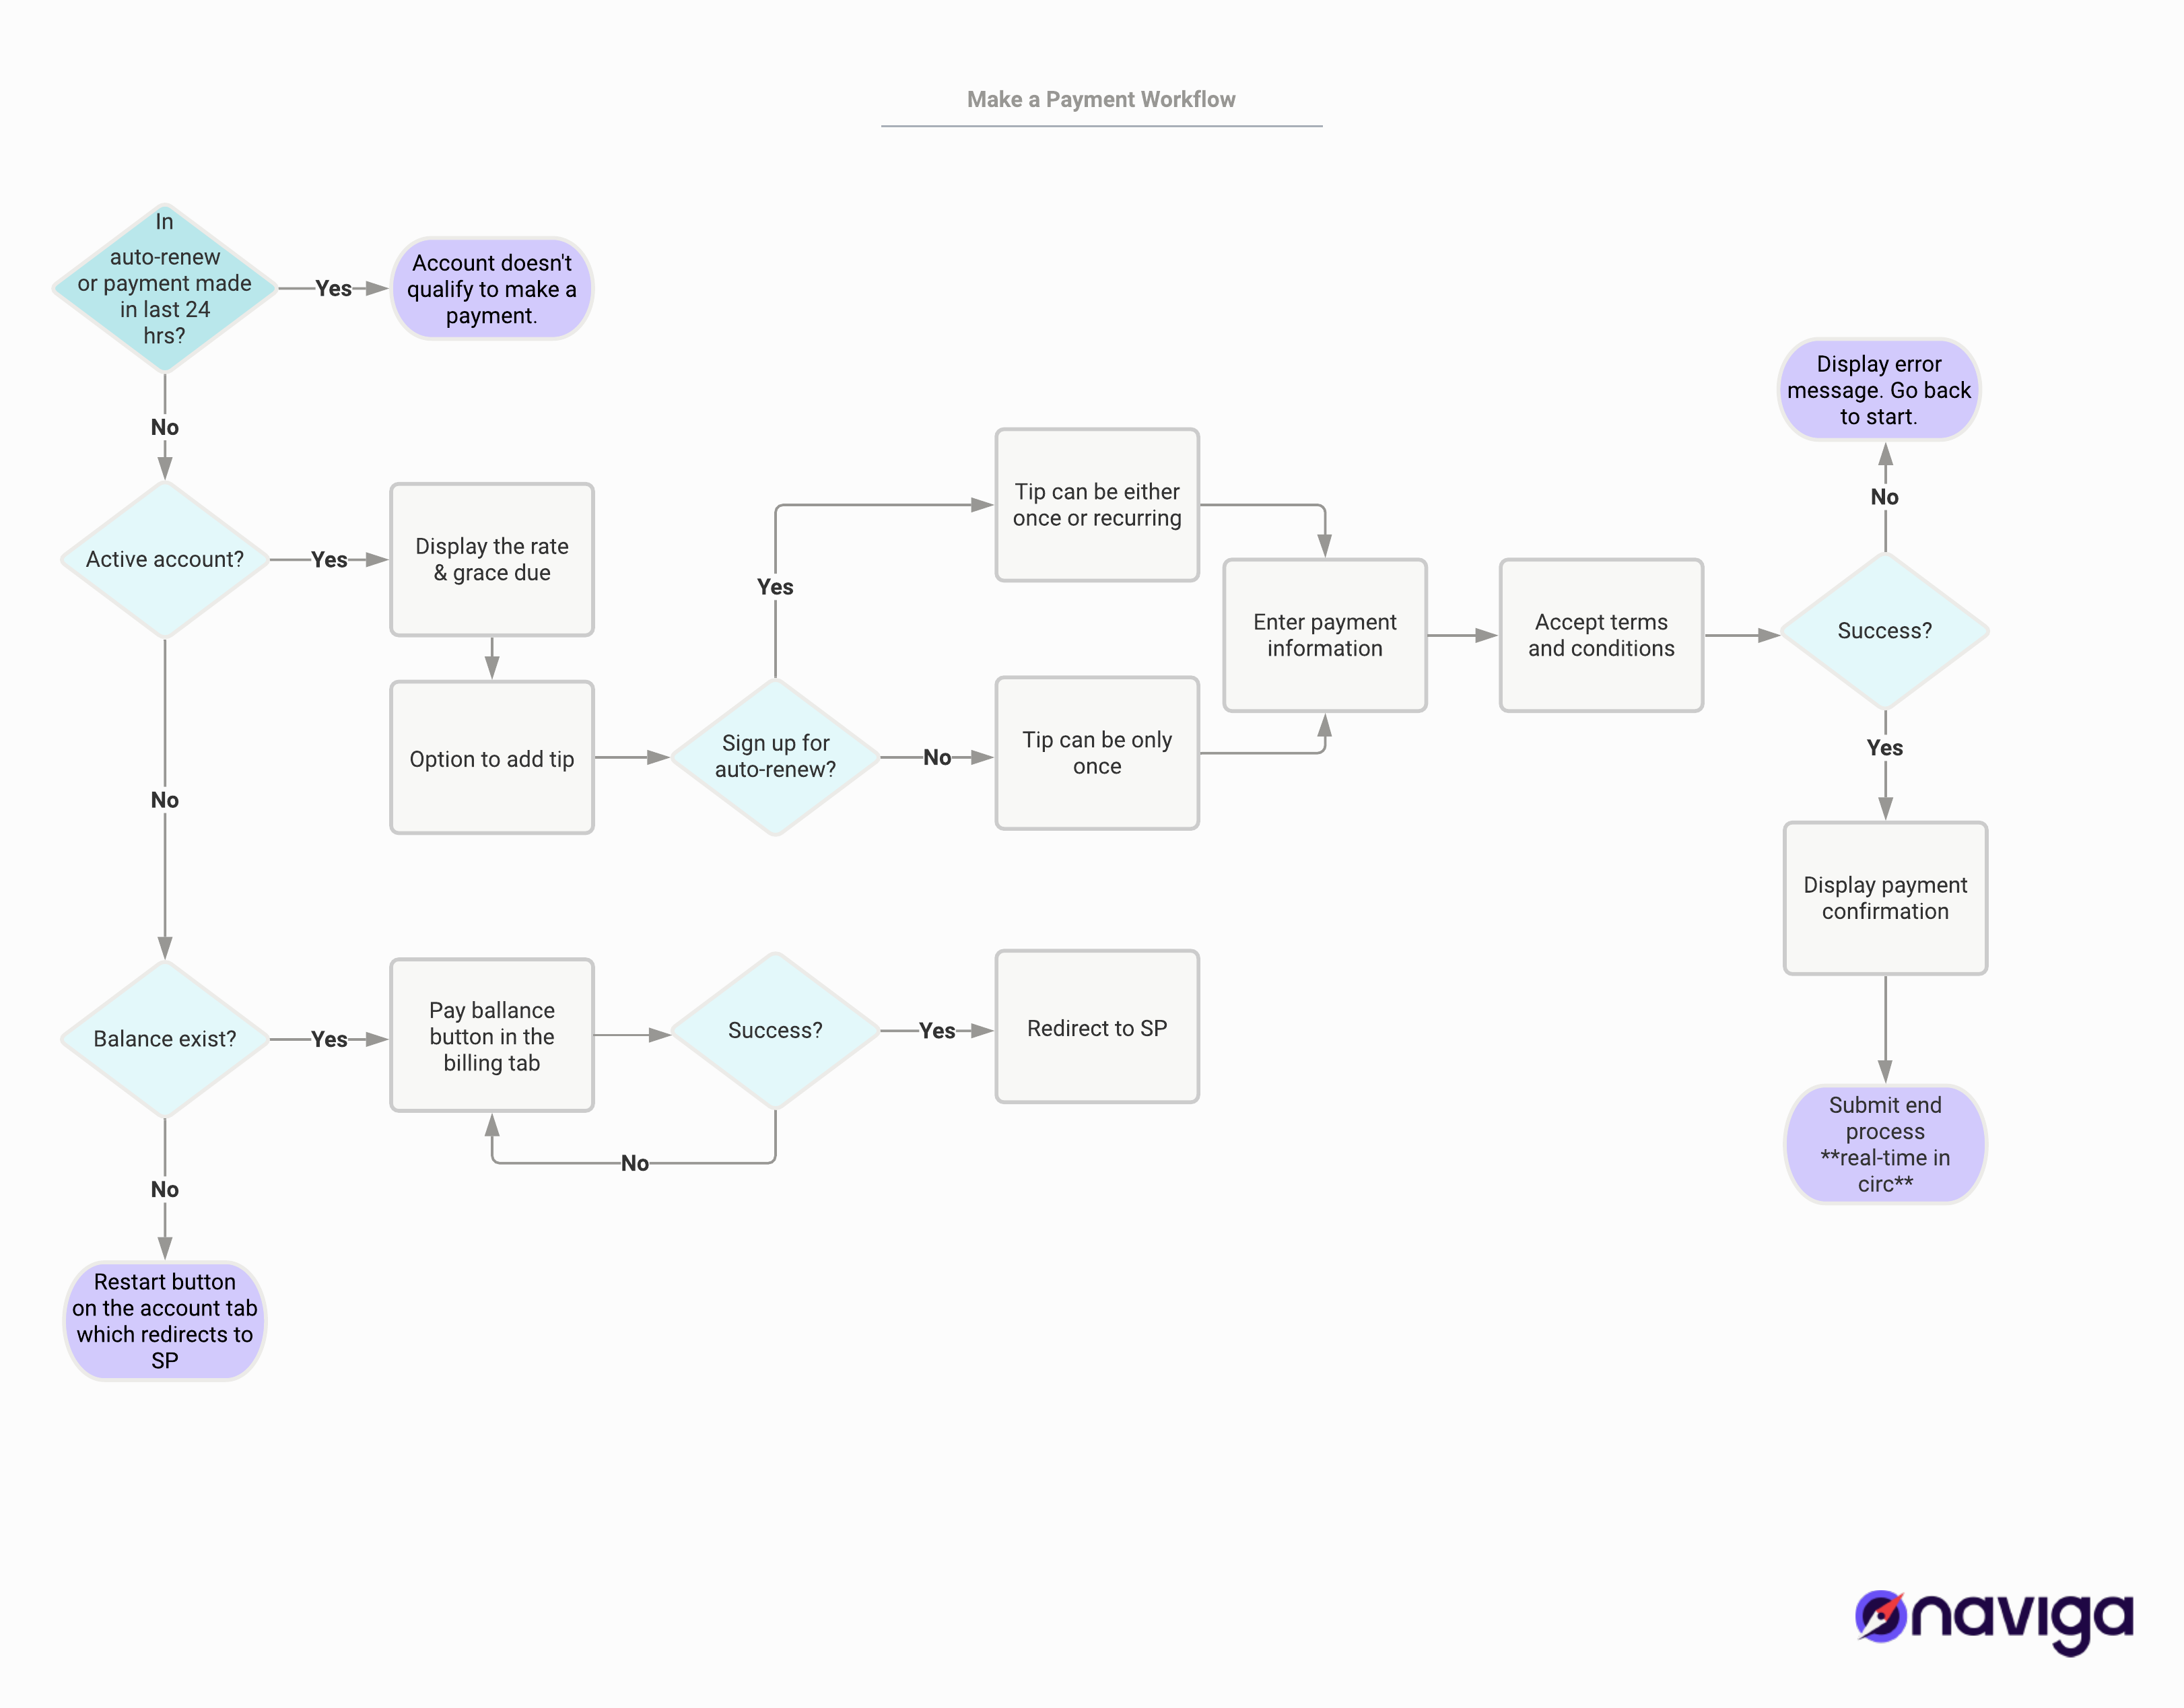 Make a Payment Workflow
In
auto-renew
or payment made
in last 24
hrs?
Yes
Account doesn't
qualify to make a
payment.
No
Active account?
Yes
Display the rate
& grace due
Option to add tip
Sign up for
auto-renew?
Yes
Tip can be either
once or recurring
No
Tip can be only
once
Enter payment
information
Accept terms
and conditions
Success?
No
Display error
message. Go back
to start.
Yes
Display payment
confirmation
Submit end
process
**real-time in
circ**
No
Balance exist?
Yes
Pay ballance
button in the
billing tab
Success?
Yes
Redirect to SP
No
No
Restart button
on the account tab
which redirects to
SP
naviga